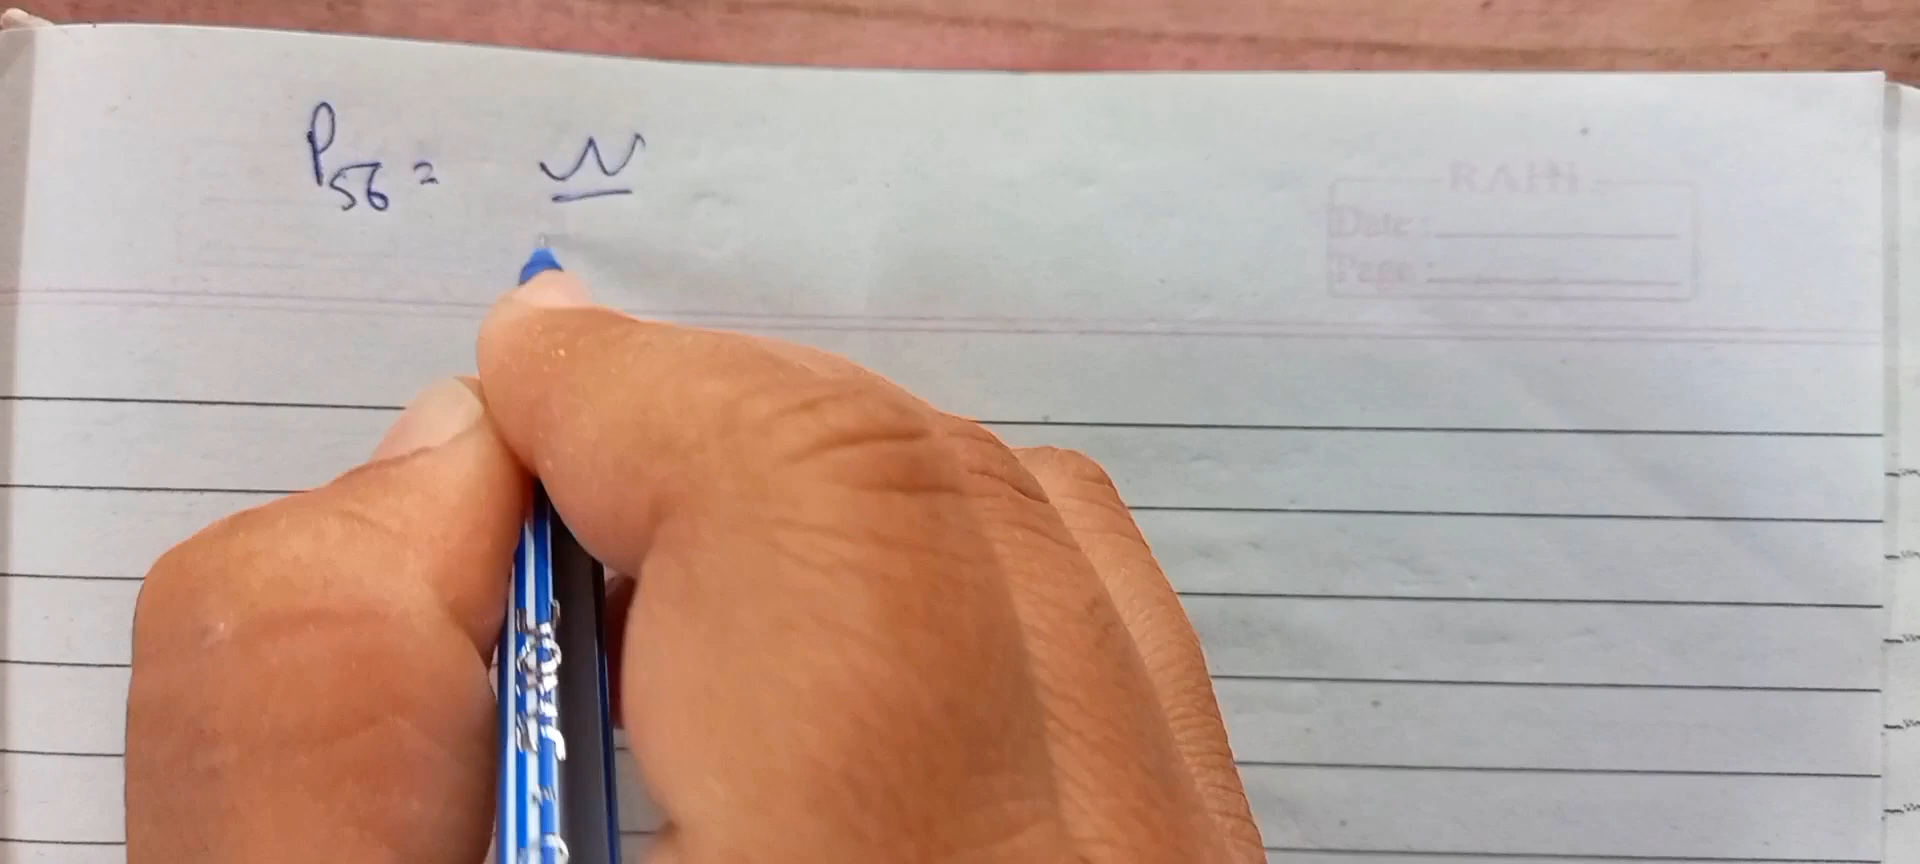 P56 = N
RAHI
Date :
Page :